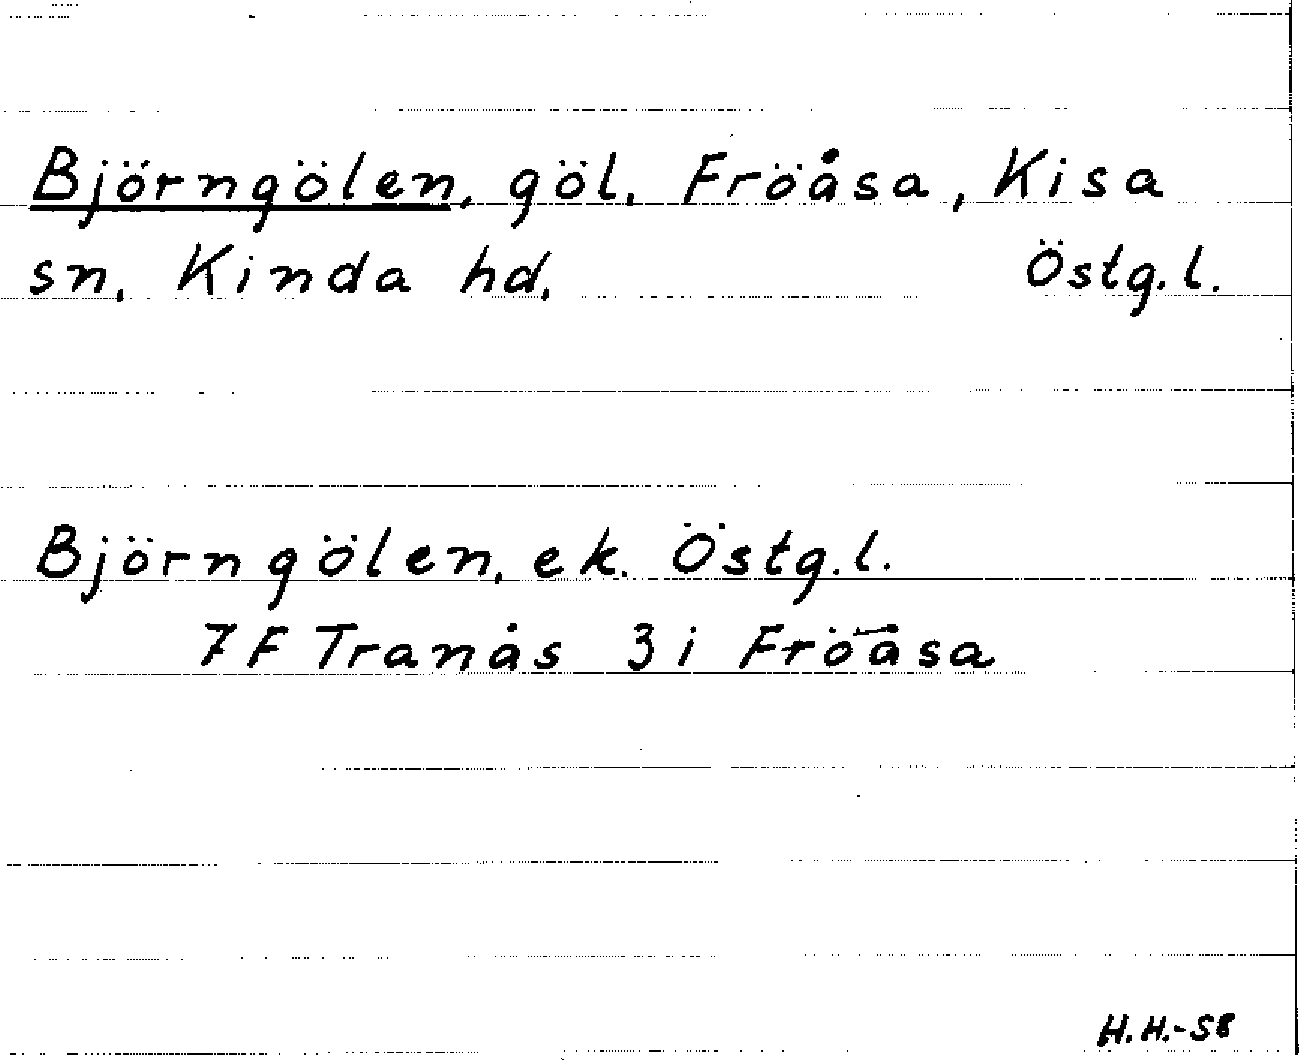 Björngölen, göl, Fröåsa, Kisa
sn, Kinda hd, Östg.l.
Björngölen, ek. Östg.l.
7F Tranås 3i Fröåsa
H.H.-58